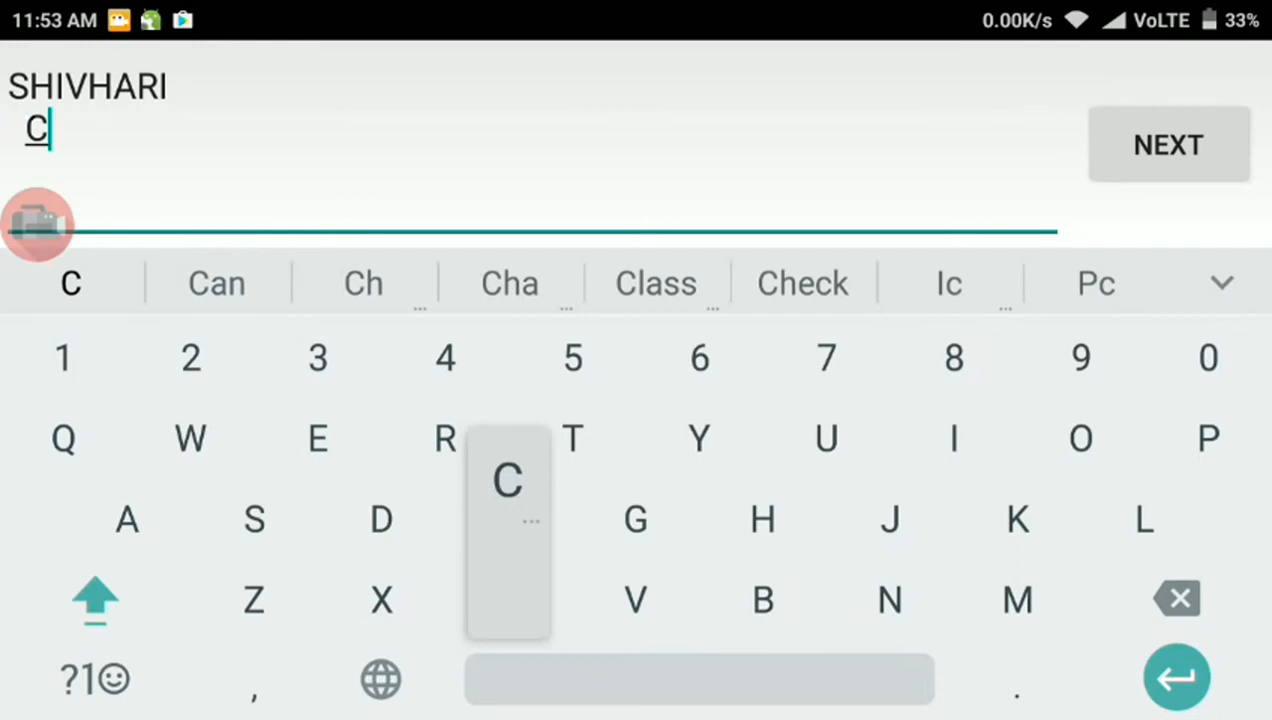 11:53 AM 0.00K/s VoLTE 33%
SHIVHARI
C
NEXT
C Can Ch Cha Class Check Ic Pc
1 2 3 4 5 6 7 8 9 0
Q W E R T Y U I O P
C
A S D G H J K L
Z X V B N M
?1 , .